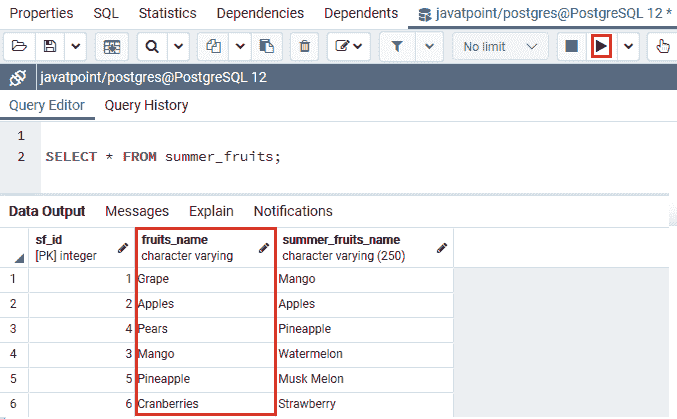 Properties SQL Statistics Dependencies Dependents javatpoint/postgres@PostgreSQL 12 *
No limit
javatpoint/postgres@PostgreSQL 12
Query Editor Query History
1
2 SELECT * FROM summer_fruits;
Data Output Messages Explain Notifications
sf_id fruits_name summer_fruits_name
[PK] integer character varying character varying (250)
1 1 Grape Mango
2 2 Apples Apples
3 4 Pears Pineapple
4 3 Mango Watermelon
5 5 Pineapple Musk Melon
6 6 Cranberries Strawberry